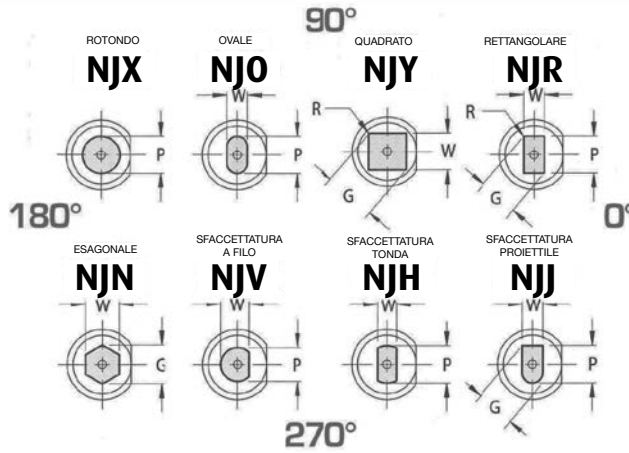 90°
ROTONDO
OVALE
QUADRATO
RETTANGOLARE
NJX
NJO
NJY
NJR
W
W
R
R
P
P
W
P
G
G
180°
0°
ESAGONALE
SFACCETTATURA
A FILO
SFACCETTATURA
TONDA
SFACCETTATURA
PROIETTILE
NJN
NJV
NJH
NJJ
W
W
W
W
G
P
P
P
G
270°